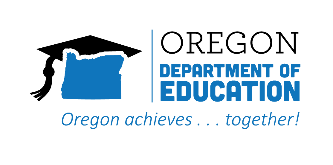 OREGON
DEPARTMENT OF
EDUCATION
Oregon achieves . . . together!